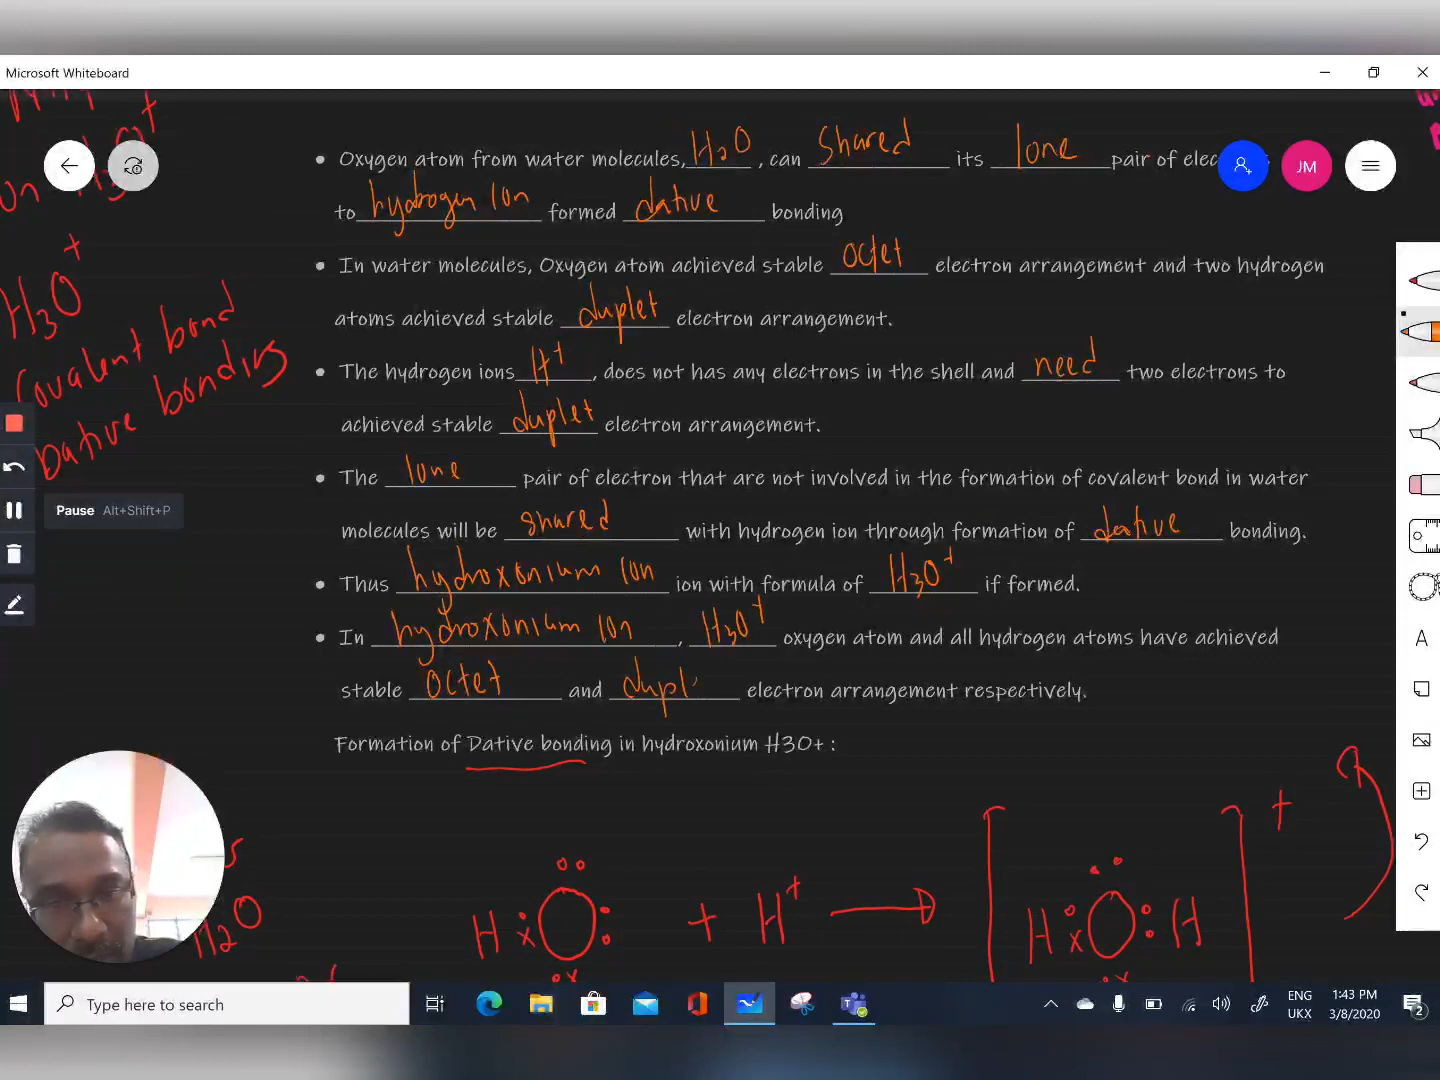 Microsoft Whiteboard
Oxygen atom from water molecules, H2O , can Shared its lone pair of
JM
to hydrogen Ion formed dative bonding
H3O+
In water molecules, Oxygen atom achieved stable octet electron arrangement and two hydrogen
atoms achieved stable duplet electron arrangement.
Covalent bond
The hydrogen ions H+, does not has any electrons in the shell and need two electrons to
Dative bonding
achieved stable duplet electron arrangement.
The lone pair of electron that are not involved in the formation of covalent bond in water
Pause Alt+Shift+P
molecules will be shared with hydrogen ion through formation of dative bonding.
Thus hydroxonium Ion ion with formula of H3O+ if formed.
In hydroxonium Ion, H3O+ oxygen atom and all hydrogen atoms have achieved
A
stable octet and dupl electron arrangement respectively.
Formation of Dative bonding in hydroxonium H3O+ :
+
H2O
H x O + H+ H x O H
x x
Type here to search
ENG
UKX
1:43 PM
3/8/2020
2